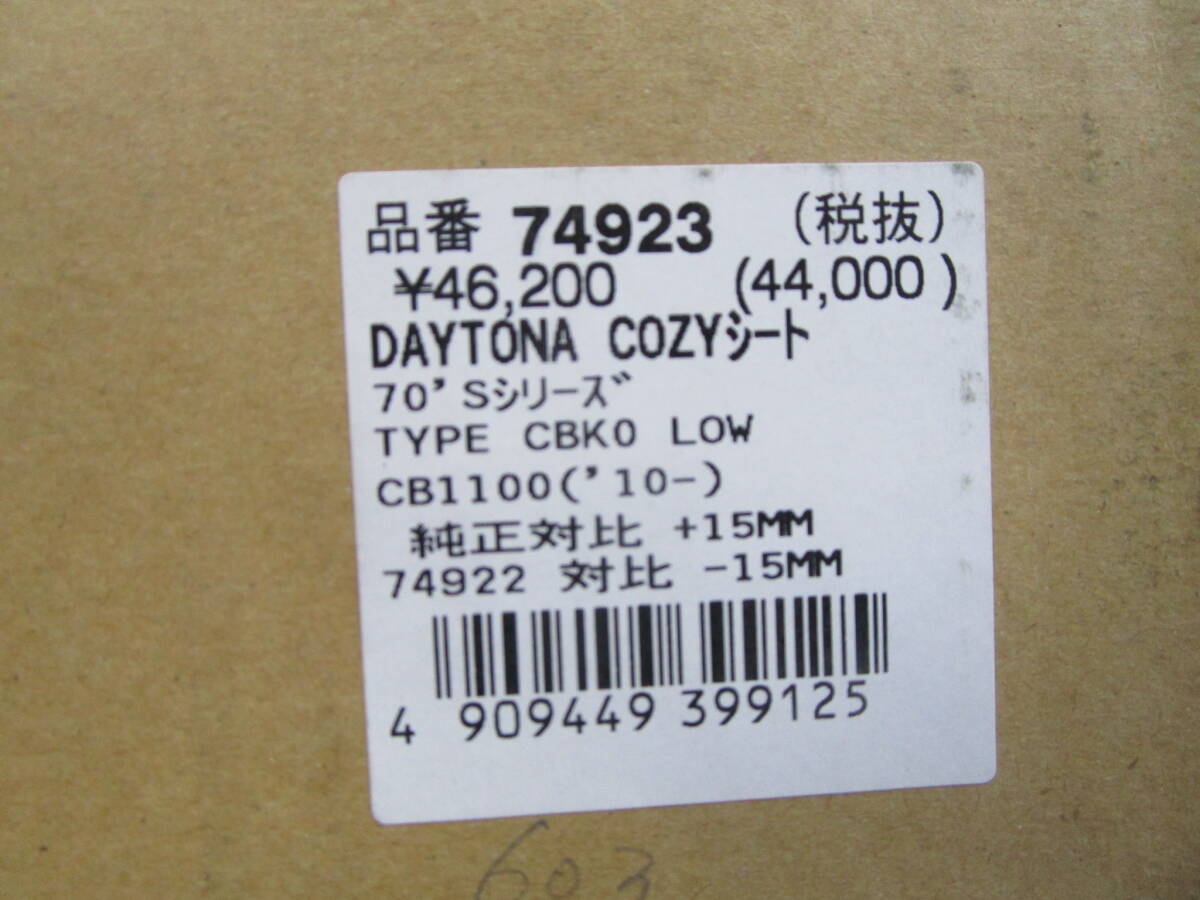 品番 74923 (税抜)
¥46,200 (44,000 )
DAYTONA COZYシート
70’Sシリーズ
TYPE CBK0 LOW
CB1100(’10-)
純正対比 +15MM
74922 対比 -15MM
4 909449 399125
603